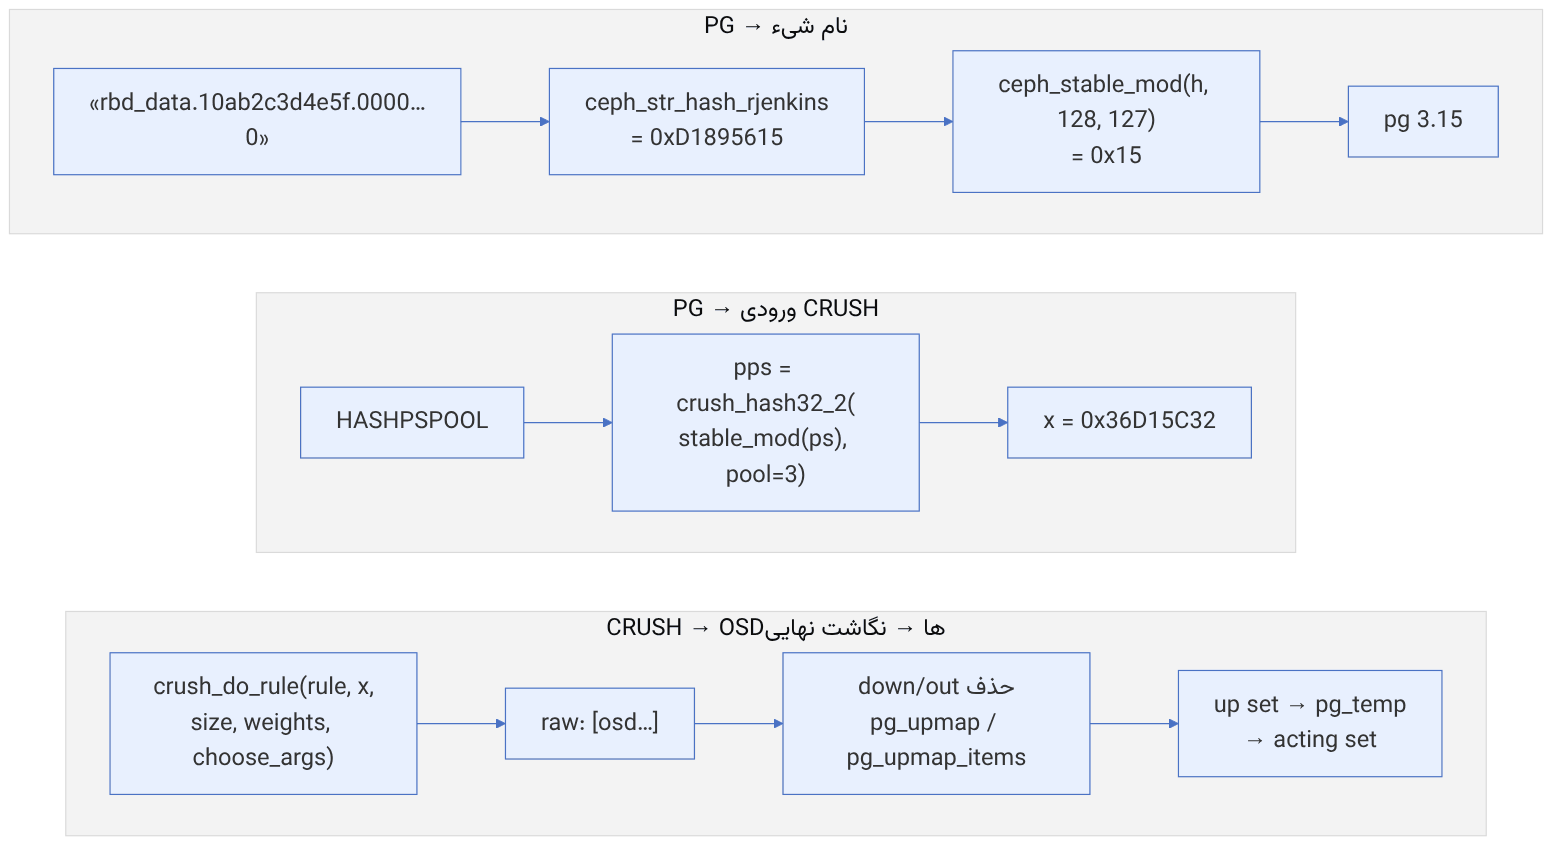 نام شیء → PG
«rbd_data.10ab2c3d4e5f.0000…
0»
ceph_str_hash_rjenkins
= 0xD1895615
ceph_stable_mod(h,
128, 127)
= 0x15
pg 3.15
PG → ورودی CRUSH
HASHPSPOOL
pps =
crush_hash32_2(
stable_mod(ps),
pool=3)
x = 0x36D15C32
CRUSH → OSDها → نگاشت نهایی
crush_do_rule(rule, x,
size, weights,
choose_args)
raw: [osd…]
حذف down/out
pg_upmap /
pg_upmap_items
up set → pg_temp
→ acting set